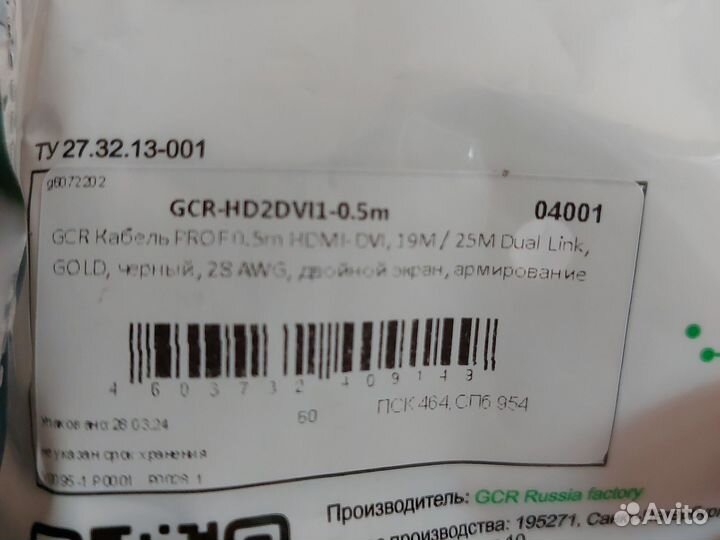 ТУ 27.32.13-001
g6072202
GCR-HD2DVI1-0.5m 04001
GCR Кабель PROF 0.5m HDMI-DVI, 19M / 25M Dual Link,
GOLD, черный, 28 AWG, двойной экран, армирование
4 603732 409143
60 ПСК 464, СПб 954
Упаковано 28.03.24
не указан срок хранения
Производитель: GCR Russia factory
производства: 195271,
Avito